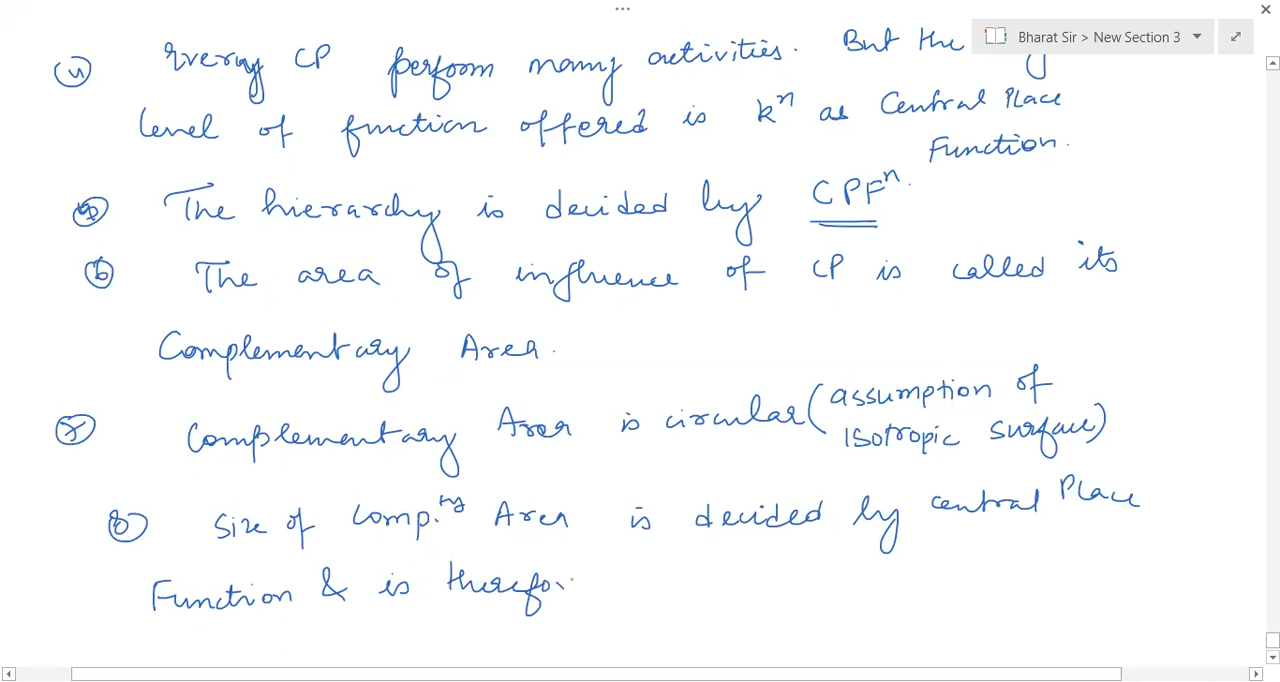 Bharat Sir > New Section 3
Every CP perform many activities. But the
level of function offered is kⁿ as Central Place
Function.
The hierarchy is decided by CPFⁿ.
⑥ The area of influence of CP is called its
Complementary Area.
Complementary Area is circular (assumption of
Isotropic surface)
⑧ Size of Comp.ry Area is decided by central Place
Function & is therefo